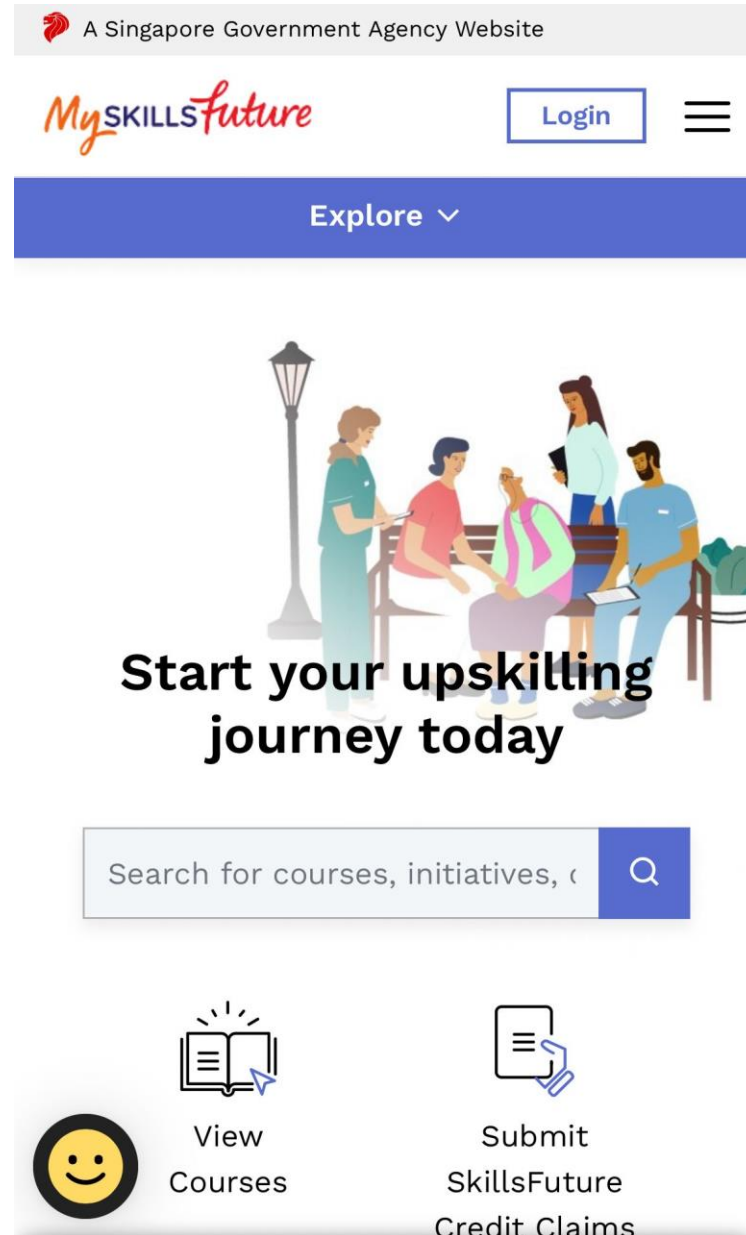 A Singapore Government Agency Website
MySKILLSfuture
Login
Explore
Start your upskilling
journey today
Search for courses, initiatives, c
View
Courses
Submit
SkillsFuture
Credit Claims